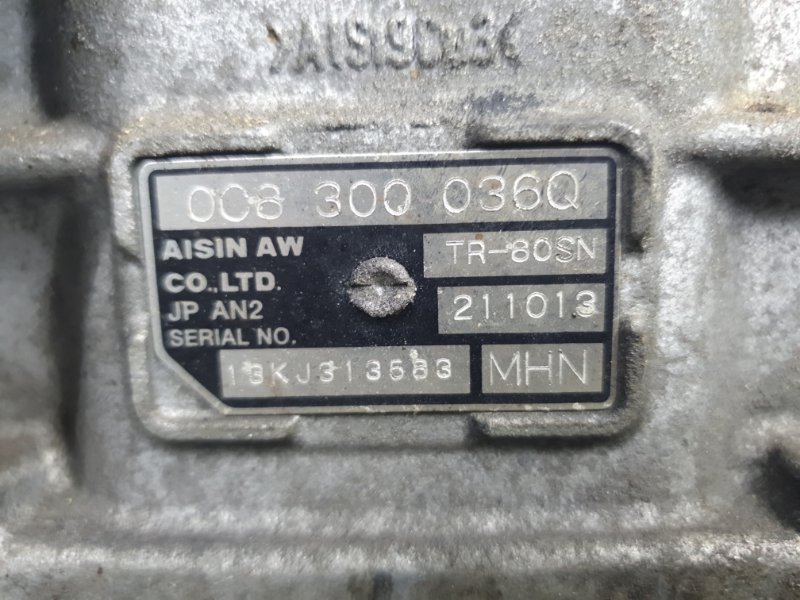 0C8 300 036Q
AISIN AW TR-80SN
CO.,LTD.
JP AN2 211013
SERIAL NO.
13KJ313583 MHN